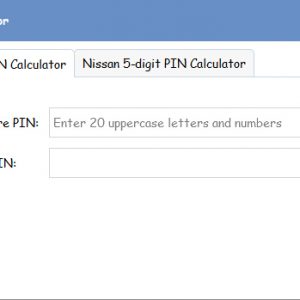 or
N Calculator
Nissan 5-digit PIN Calculator
re PIN:
Enter 20 uppercase letters and numbers
IN: